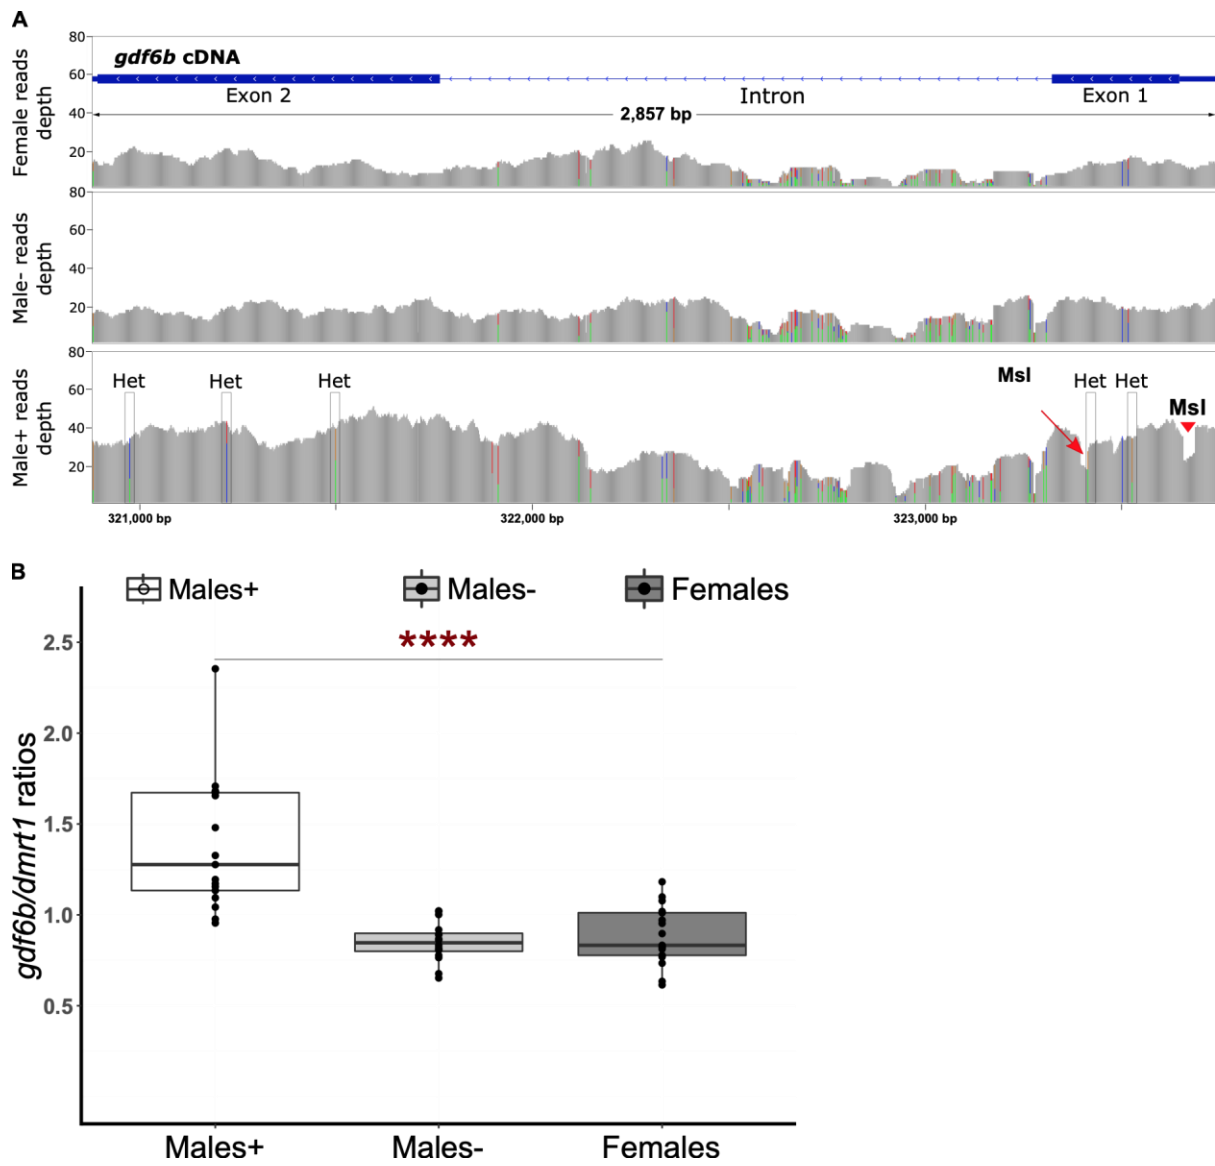 A
Female reads
depth
80
60
40
20
gdf6b cDNA
Exon 2
Intron
Exon 1
2,857 bp
Male- reads
depth
80
60
40
20
Male+ reads
depth
80
60
40
20
Het
Het
Het
Msl
Het
Het
Msl
321,000 bp
322,000 bp
323,000 bp
B
Males+
Males-
Females
****
gdf6b/dmrt1 ratios
2.5
2.0
1.5
1.0
0.5
Males+
Males-
Females